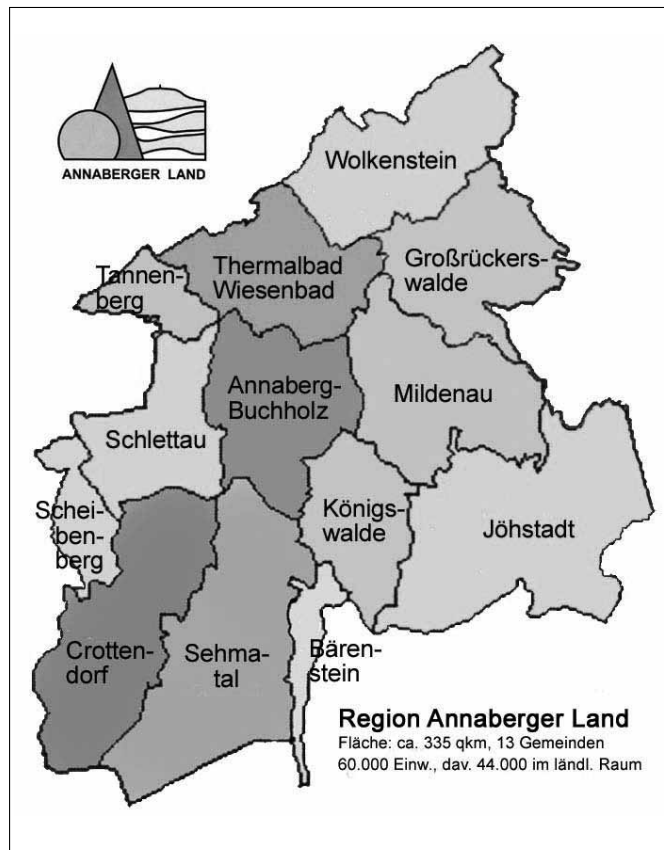 ANNABERGER LAND
Wolkenstein
Großrückers-
walde
Thermalbad
Wiesenbad
Tannen-
berg
Annaberg-
Buchholz
Mildenau
Schlettau
Schei-
ben-
berg
Königs-
walde
Jöhstadt
Crotten-
dorf
Sehma-
tal
Bären-
stein
Region Annaberger Land
Fläche: ca. 335 qkm, 13 Gemeinden
60.000 Einw., dav. 44.000 im ländl. Raum